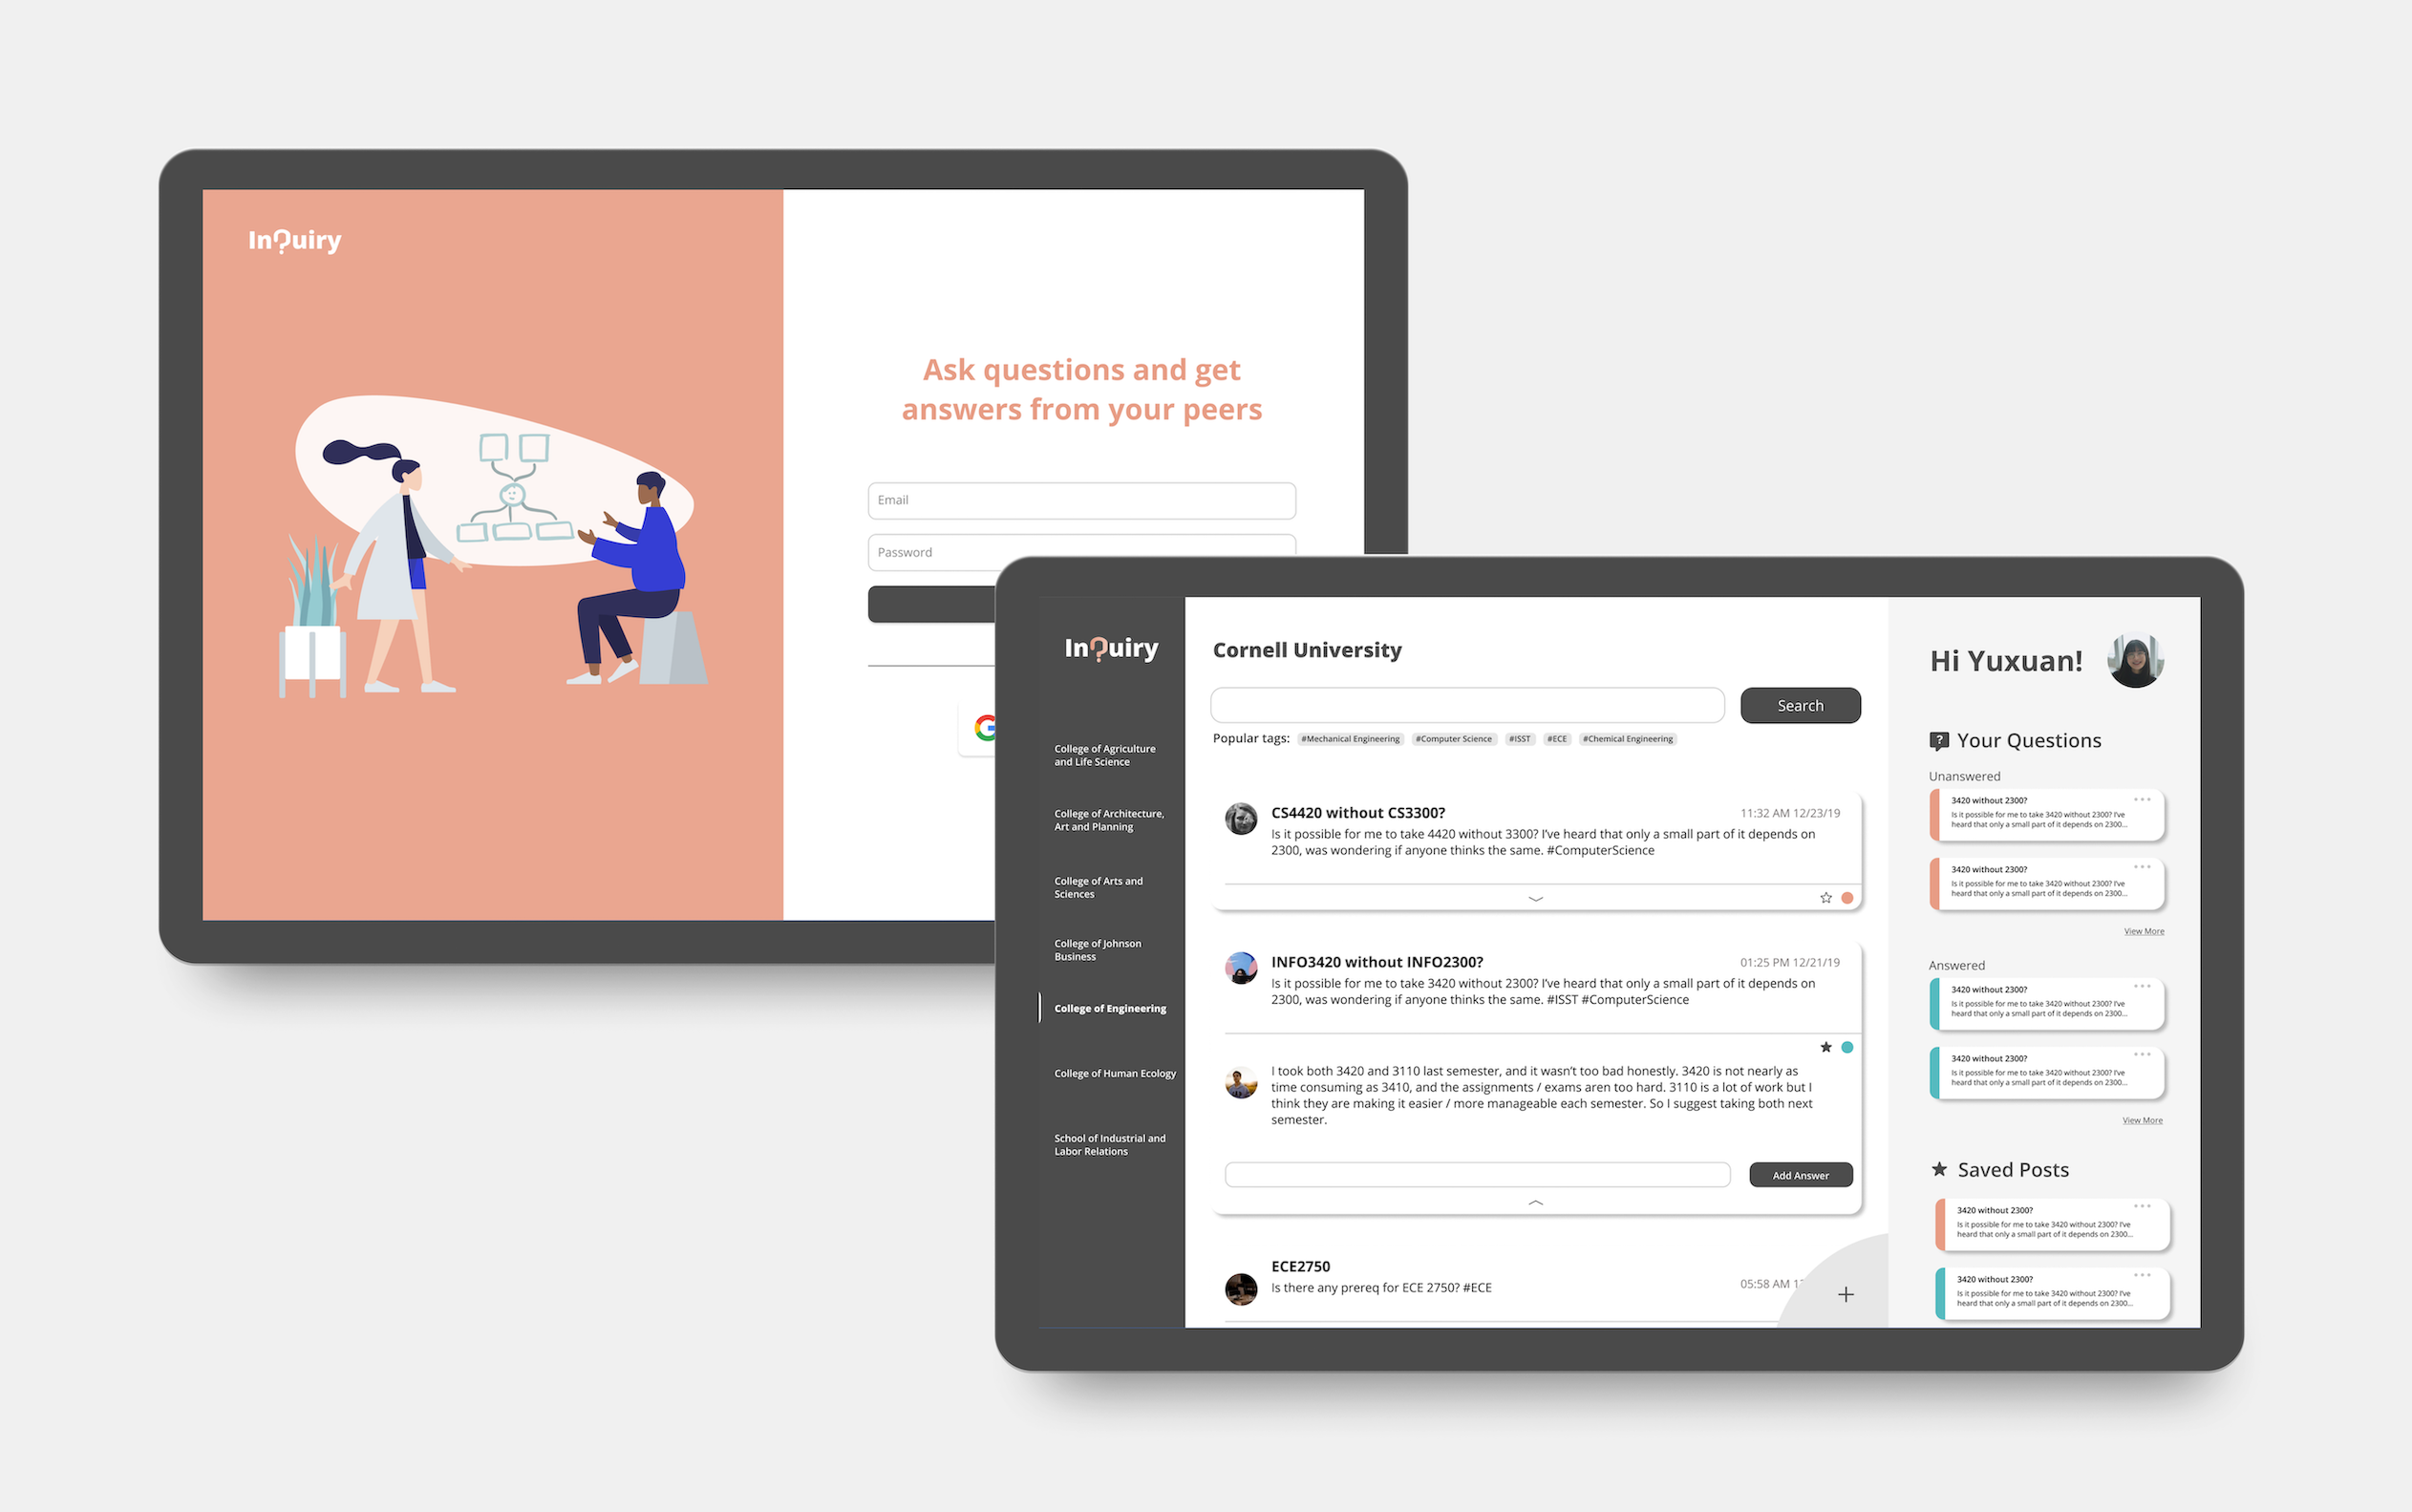 In?uiry
Ask questions and get
answers from your peers
Email
Password
In?uiry
College of Agriculture
and Life Science
College of Architecture,
Art and Planning
College of Arts and
Sciences
College of Johnson
Business
College of Engineering
College of Human Ecology
School of Industrial and
Labor Relations
Cornell University
Search
Popular tags: #Mechanical Engineering #Computer Science #ISST #ECE #Chemical Engineering
CS4420 without CS3300? 11:32 AM 12/23/19
Is it possible for me to take 4420 without 3300? I've heard that only a small part of it depends on
2300, was wondering if anyone thinks the same. #ComputerScience
INFO3420 without INFO2300? 01:25 PM 12/21/19
Is it possible for me to take 3420 without 2300? I've heard that only a small part of it depends on
2300, was wondering if anyone thinks the same. #ISST #ComputerScience
I took both 3420 and 3110 last semester, and it wasn't too bad honestly. 3420 is not nearly as
time consuming as 3410, and the assignments / exams aren too hard. 3110 is a lot of work but I
think they are making it easier / more manageable each semester. So I suggest taking both next
semester.
Add Answer
ECE2750
Is there any prereq for ECE 2750? #ECE 05:58 AM 1
+
Hi Yuxuan!
? Your Questions
Unanswered
3420 without 2300?
Is it possible for me to take 3420 without 2300? I've
heard that only a small part of it depends on 2300...
3420 without 2300?
Is it possible for me to take 3420 without 2300? I've
heard that only a small part of it depends on 2300...
View More
Answered
3420 without 2300?
Is it possible for me to take 3420 without 2300? I've
heard that only a small part of it depends on 2300...
3420 without 2300?
Is it possible for me to take 3420 without 2300? I've
heard that only a small part of it depends on 2300...
View More
Saved Posts
3420 without 2300?
Is it possible for me to take 3420 without 2300? I've
heard that only a small part of it depends on 2300...
3420 without 2300?
Is it possible for me to take 3420 without 2300? I've
heard that only a small part of it depends on 2300...